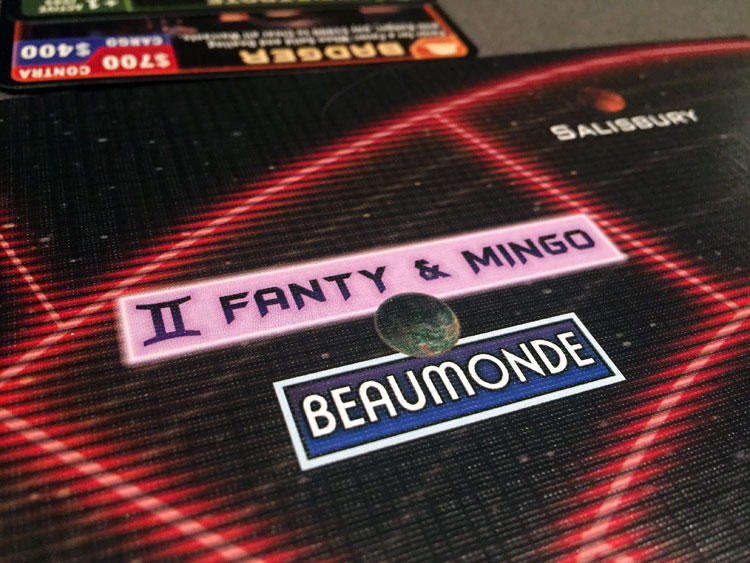 BADGER
$700 CONTRA
$400 CARGO
SALISBURY
♊ FANTY & MINGO
BEAUMONDE